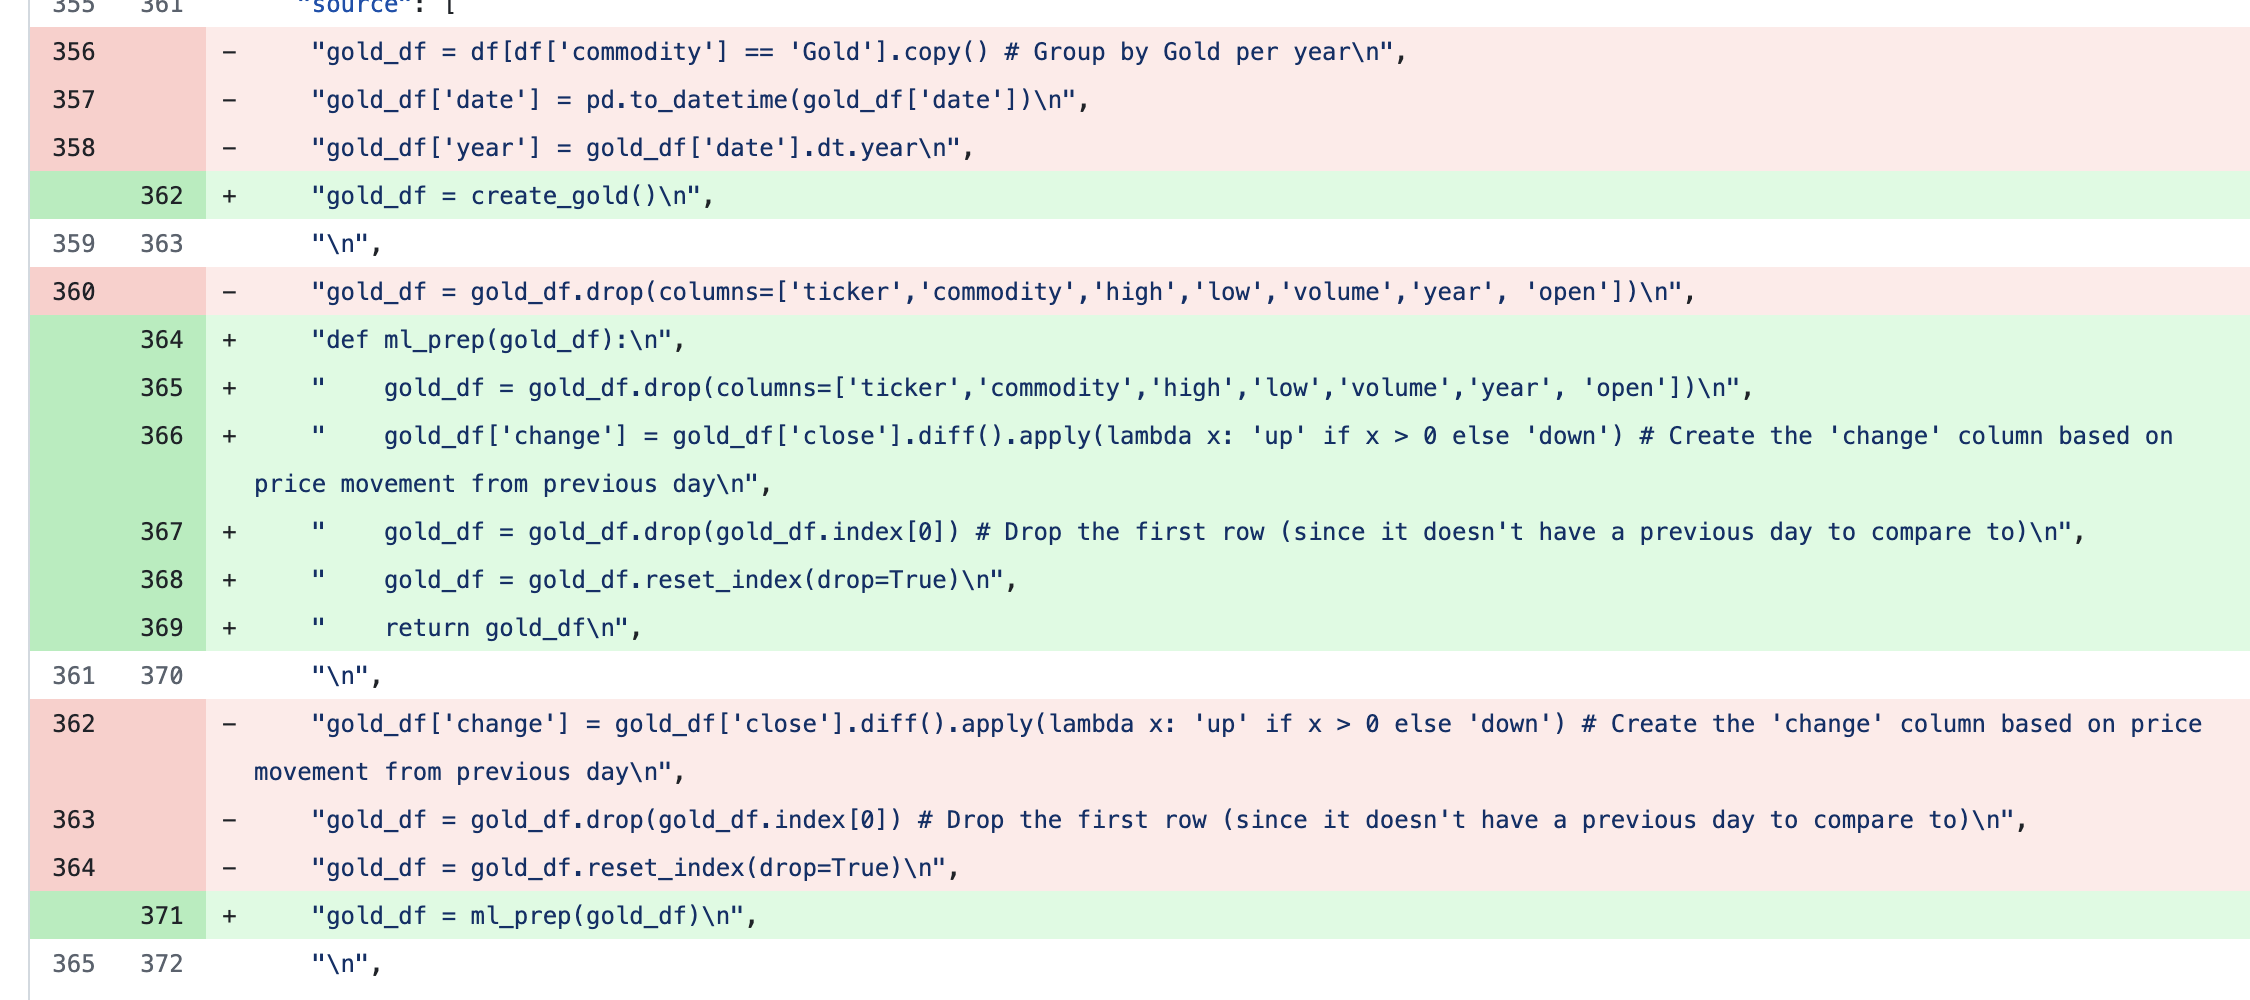 355 361 "source": [
356 - "gold_df = df[df['commodity'] == 'Gold'].copy() # Group by Gold per year\n",
357 - "gold_df['date'] = pd.to_datetime(gold_df['date'])\n",
358 - "gold_df['year'] = gold_df['date'].dt.year\n",
362 + "gold_df = create_gold()\n",
359 363 "\n",
360 - "gold_df = gold_df.drop(columns=['ticker','commodity','high','low','volume','year', 'open'])\n",
364 + "def ml_prep(gold_df):\n",
365 + "    gold_df = gold_df.drop(columns=['ticker','commodity','high','low','volume','year', 'open'])\n",
366 + "    gold_df['change'] = gold_df['close'].diff().apply(lambda x: 'up' if x > 0 else 'down') # Create the 'change' column based on
price movement from previous day\n",
367 + "    gold_df = gold_df.drop(gold_df.index[0]) # Drop the first row (since it doesn't have a previous day to compare to)\n",
368 + "    gold_df = gold_df.reset_index(drop=True)\n",
369 + "    return gold_df\n",
361 370 "\n",
362 - "gold_df['change'] = gold_df['close'].diff().apply(lambda x: 'up' if x > 0 else 'down') # Create the 'change' column based on price
movement from previous day\n",
363 - "gold_df = gold_df.drop(gold_df.index[0]) # Drop the first row (since it doesn't have a previous day to compare to)\n",
364 - "gold_df = gold_df.reset_index(drop=True)\n",
371 + "gold_df = ml_prep(gold_df)\n",
365 372 "\n",